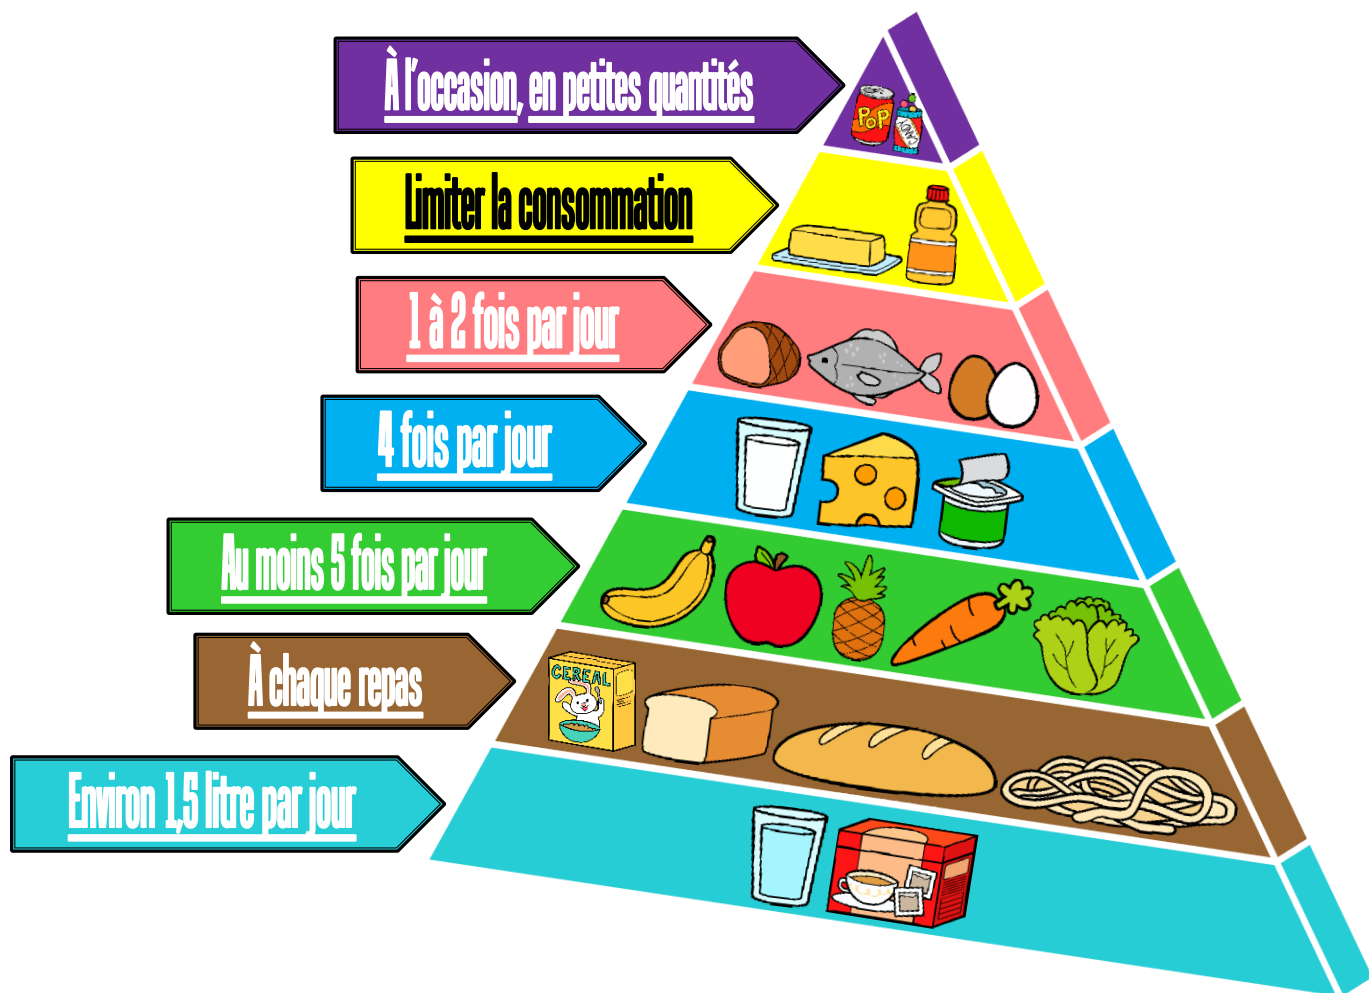 À l'occasion, en petites quantités
POP
Limiter la consommation
1 à 2 fois par jour
4 fois par jour
Au moins 5 fois par jour
À chaque repas
CEREAL
Environ 1,5 litre par jour